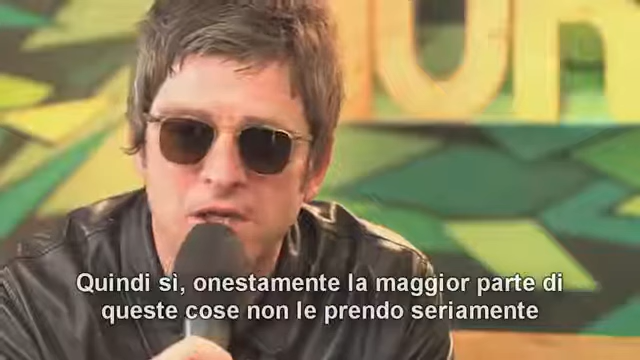 Quindi sì, onestamente la maggior parte di
queste cose non le prendo seriamente